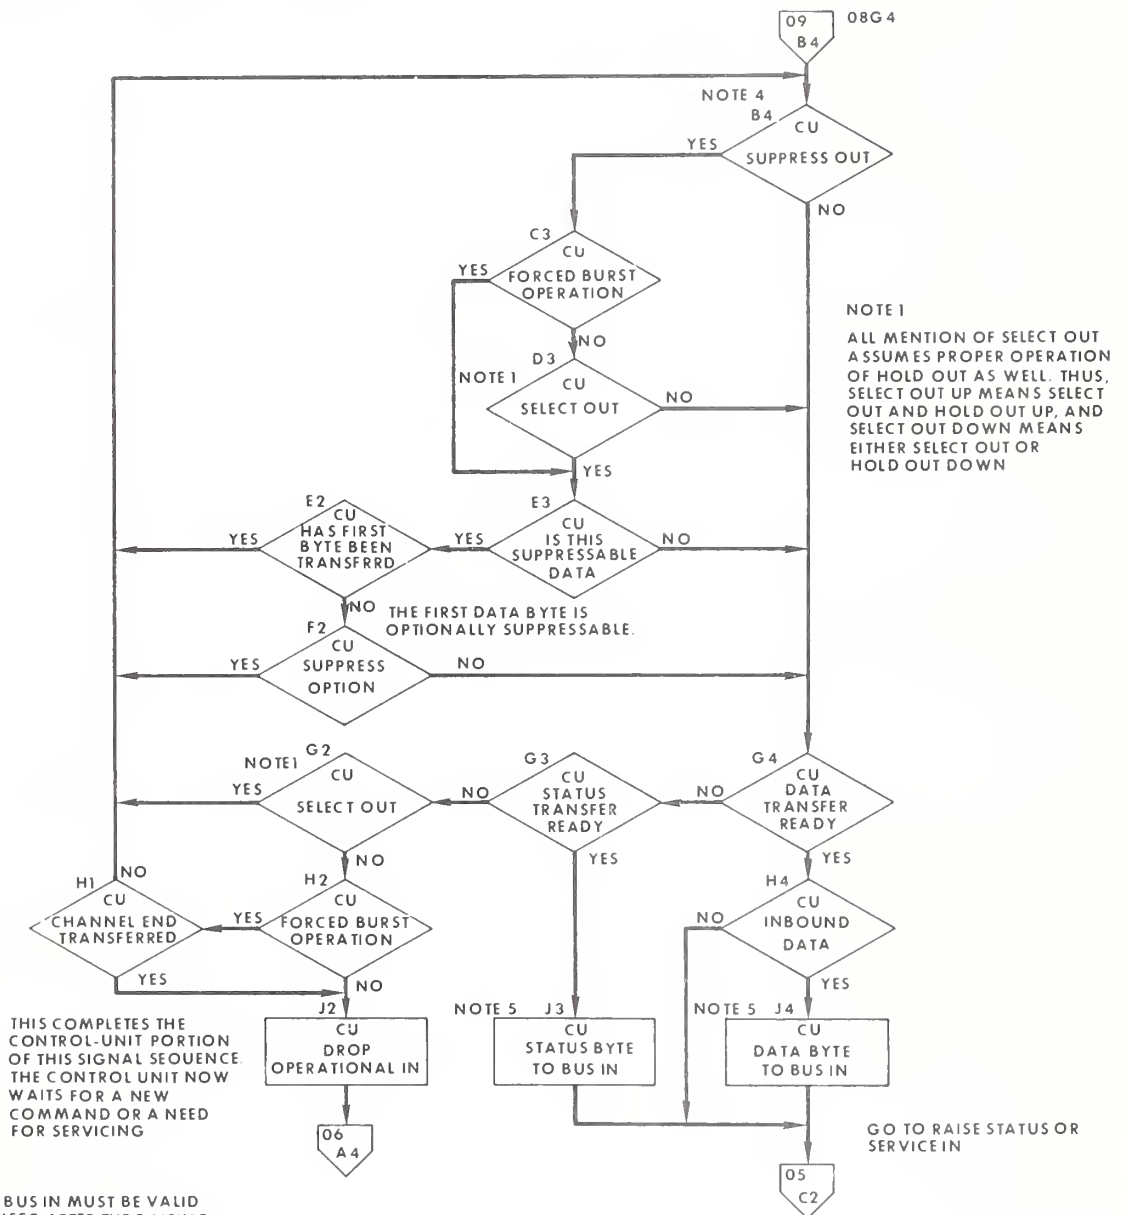 09
B4
08G4
NOTE 4
B4
CU
SUPPRESS OUT
YES
NO
C3
CU
FORCED BURST
OPERATION
YES
NO
NOTE 1
ALL MENTION OF SELECT OUT
ASSUMES PROPER OPERATION
OF HOLD OUT AS WELL. THUS,
SELECT OUT UP MEANS SELECT
OUT AND HOLD OUT UP, AND
SELECT OUT DOWN MEANS
EITHER SELECT OUT OR
HOLD OUT DOWN
D3
NOTE 1
CU
SELECT OUT
NO
YES
E2
CU
HAS FIRST
BYTE BEEN
TRANSFRRD
YES
NO
E3
CU
IS THIS
SUPPRESSABLE
DATA
YES
NO
THE FIRST DATA BYTE IS
OPTIONALLY SUPPRESSABLE.
F2
CU
SUPPRESS
OPTION
YES
NO
G2
NOTE1
CU
SELECT OUT
YES
NO
G3
CU
STATUS
TRANSFER
READY
NO
YES
G4
CU
DATA
TRANSFER
READY
NO
YES
H1
NO
CU
CHANNEL END
TRANSFERRED
YES
H2
CU
FORCED BURST
OPERATION
YES
NO
H4
CU
INBOUND
DATA
NO
YES
J2
CU
DROP
OPERATIONAL IN
NOTE 5
J3
CU
STATUS BYTE
TO BUS IN
NOTE 5
J4
CU
DATA BYTE
TO BUS IN
THIS COMPLETES THE
CONTROL-UNIT PORTION
OF THIS SIGNAL SEQUENCE.
THE CONTROL UNIT NOW
WAITS FOR A NEW
COMMAND OR A NEED
FOR SERVICING
06
A4
GO TO RAISE STATUS OR
SERVICE IN
05
C2
BUS IN MUST BE VALID